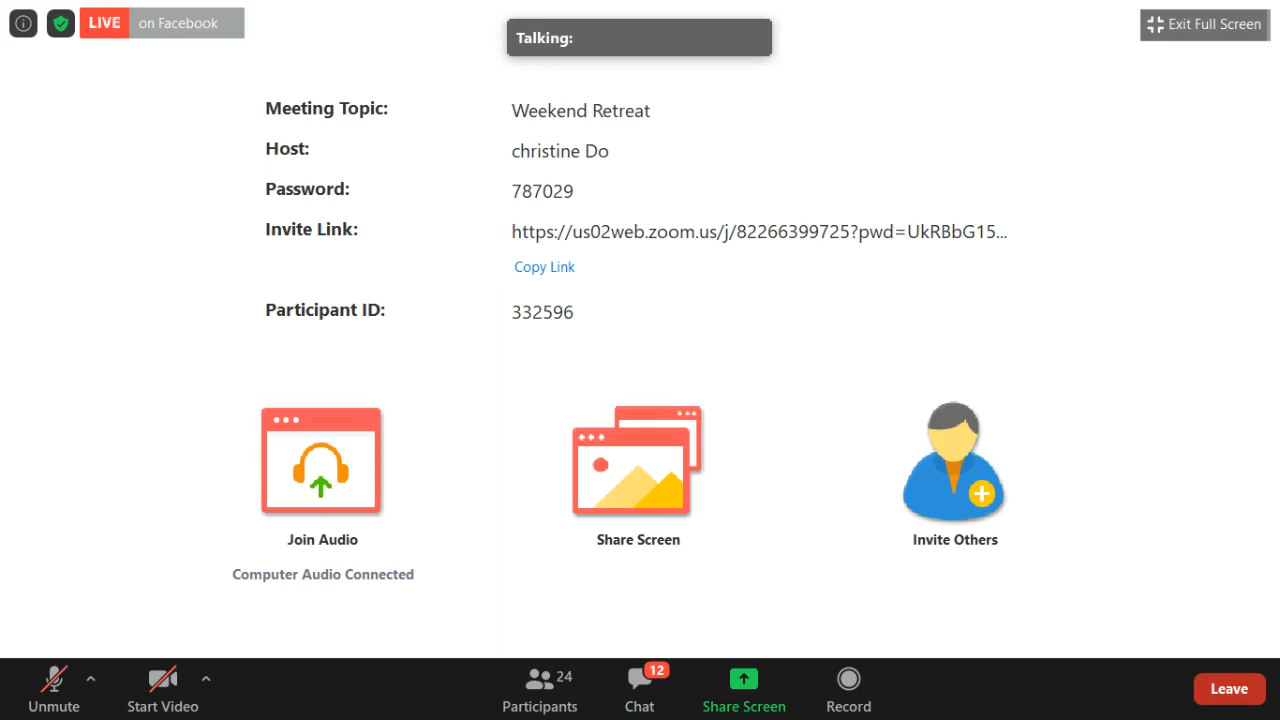 LIVE on Facebook
Talking:
Exit Full Screen
Meeting Topic: Weekend Retreat
Host: christine Do
Password: 787029
Invite Link: https://us02web.zoom.us/j/82266399725?pwd=UkRBbG15...
Copy Link
Participant ID: 332596
Join Audio
Share Screen
Invite Others
Computer Audio Connected
24
12
Unmute
Start Video
Participants
Chat
Share Screen
Record
Leave